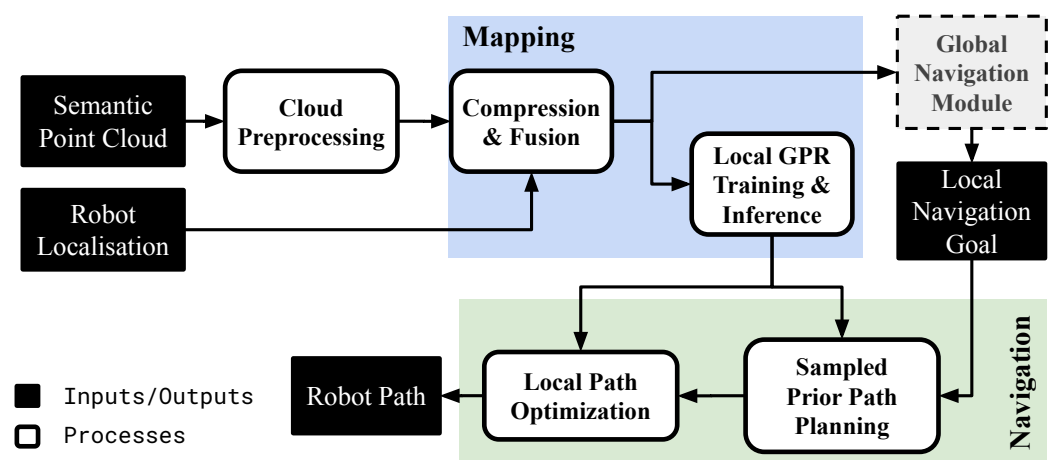 Mapping
Semantic
Point Cloud
Cloud
Preprocessing
Compression
& Fusion
Global
Navigation
Module
Local GPR
Training &
Inference
Robot
Localisation
Local
Navigation
Goal
Navigation
Sampled
Prior Path
Planning
Local Path
Optimization
Robot Path
Inputs/Outputs
Processes